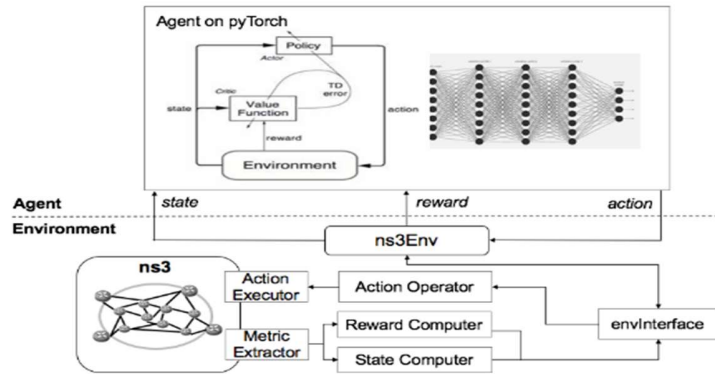 Agent on pyTorch
Policy
Actor
TD
error
Critic
state
Value
Function
action
reward
Environment
Agent
state
reward
action
Environment
ns3Env
ns3
Action
Executor
Action Operator
envInterface
Metric
Extractor
Reward Computer
State Computer